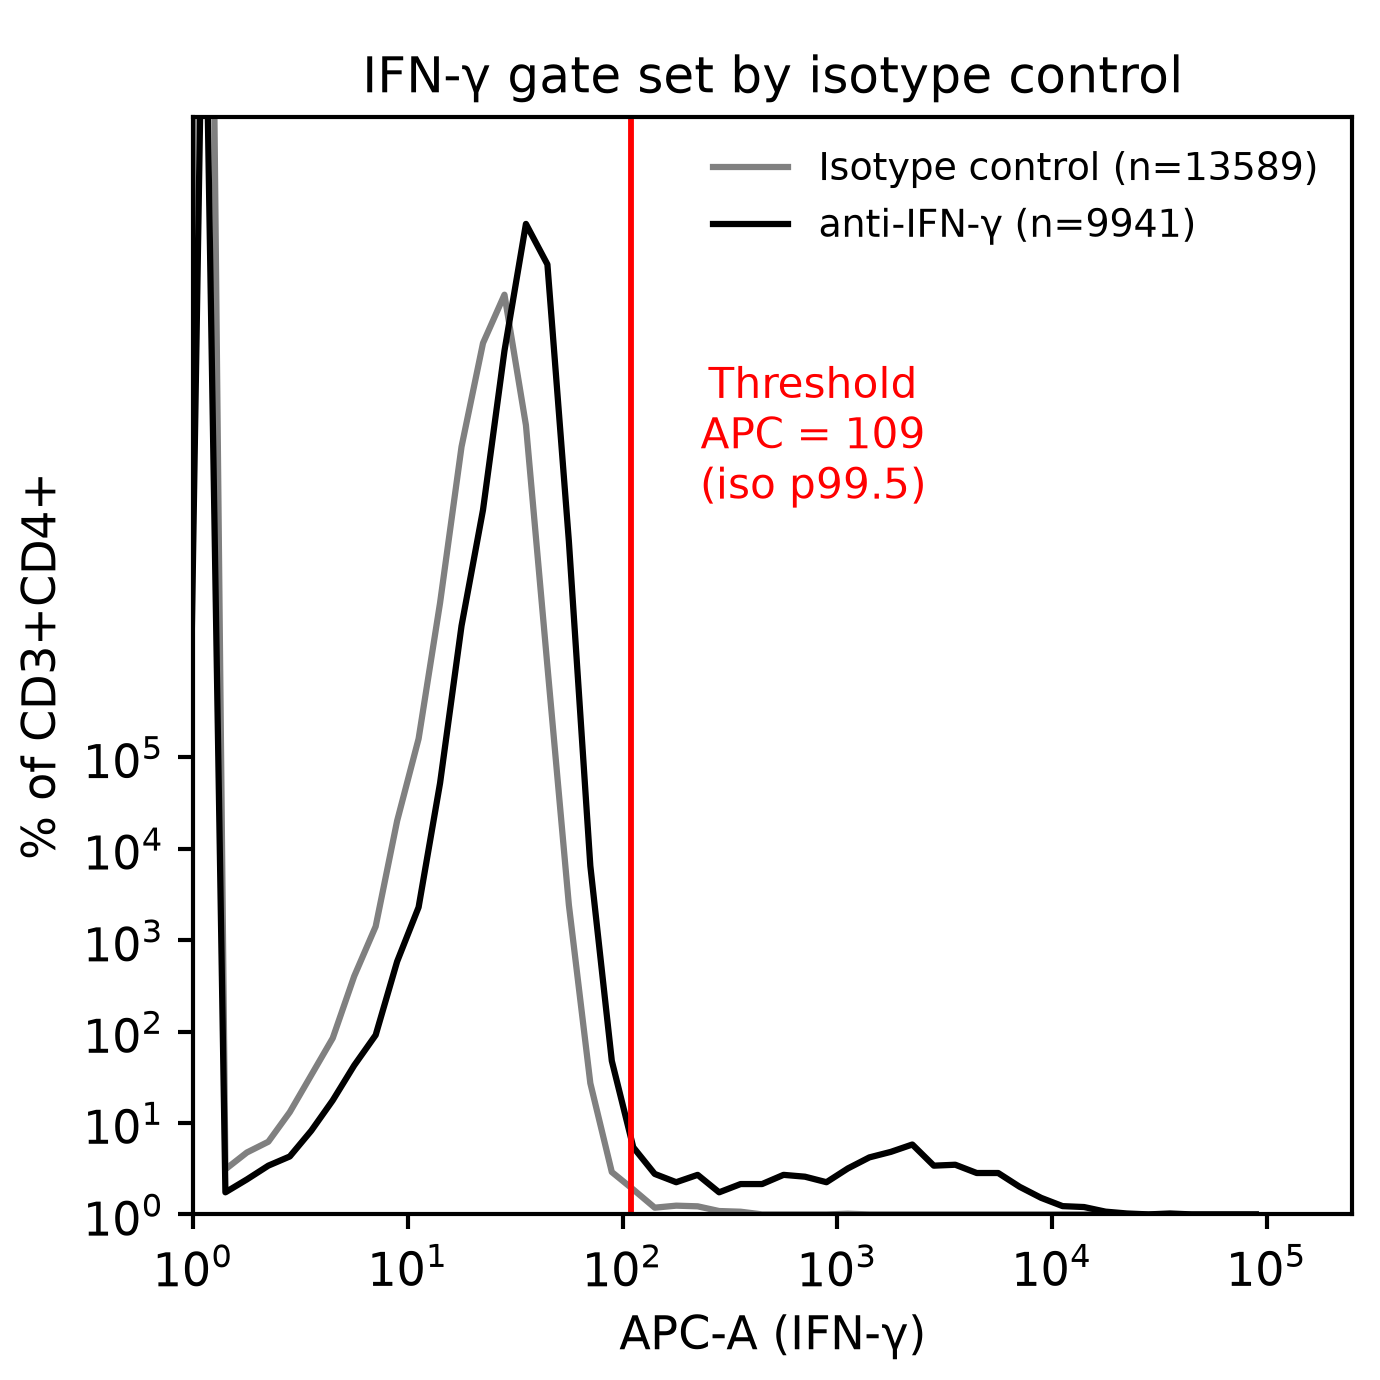 IFN-γ gate set by isotype control
Isotype control (n=13589)
anti-IFN-γ (n=9941)
Threshold
APC = 109
(iso p99.5)
% of CD3+CD4+
10⁵
10⁴
10³
10²
10¹
10⁰
10⁰ 10¹ 10² 10³ 10⁴ 10⁵
APC-A (IFN-γ)